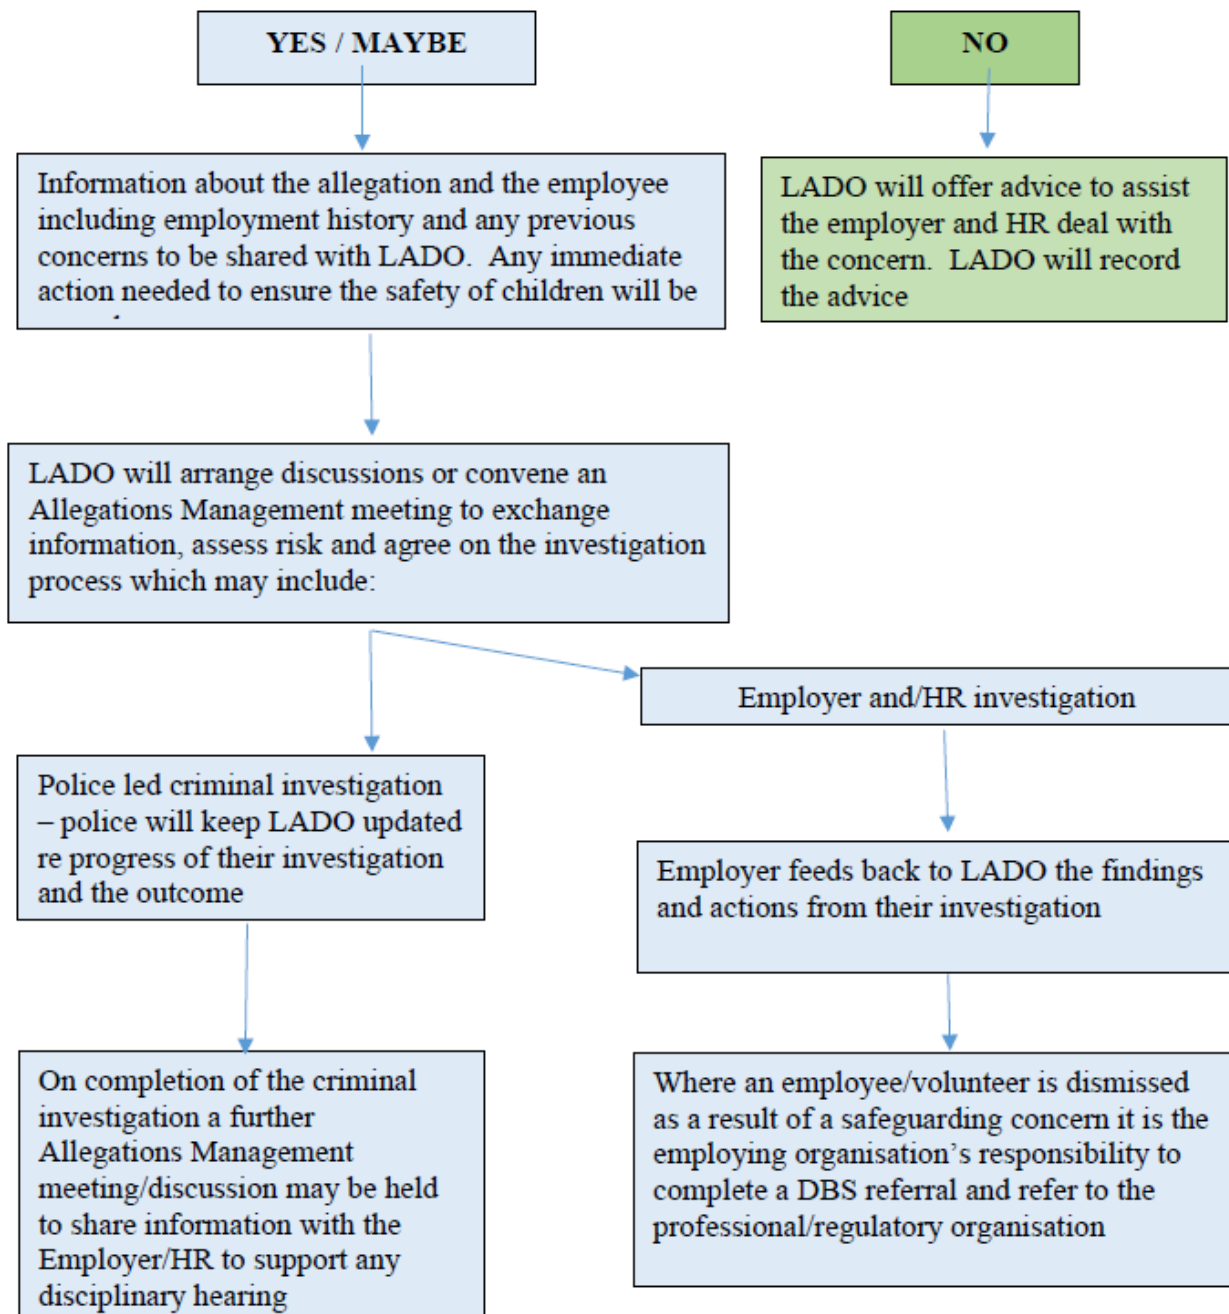 YES / MAYBE
NO
Information about the allegation and the employee
including employment history and any previous
concerns to be shared with LADO.  Any immediate
action needed to ensure the safety of children will be
LADO will offer advice to assist
the employer and HR deal with
the concern.  LADO will record
the advice
LADO will arrange discussions or convene an
Allegations Management meeting to exchange
information, assess risk and agree on the investigation
process which may include:
Employer and/HR investigation
Police led criminal investigation
– police will keep LADO updated
re progress of their investigation
and the outcome
Employer feeds back to LADO the findings
and actions from their investigation
On completion of the criminal
investigation a further
Allegations Management
meeting/discussion may be held
to share information with the
Employer/HR to support any
disciplinary hearing
Where an employee/volunteer is dismissed
as a result of a safeguarding concern it is the
employing organisation’s responsibility to
complete a DBS referral and refer to the
professional/regulatory organisation